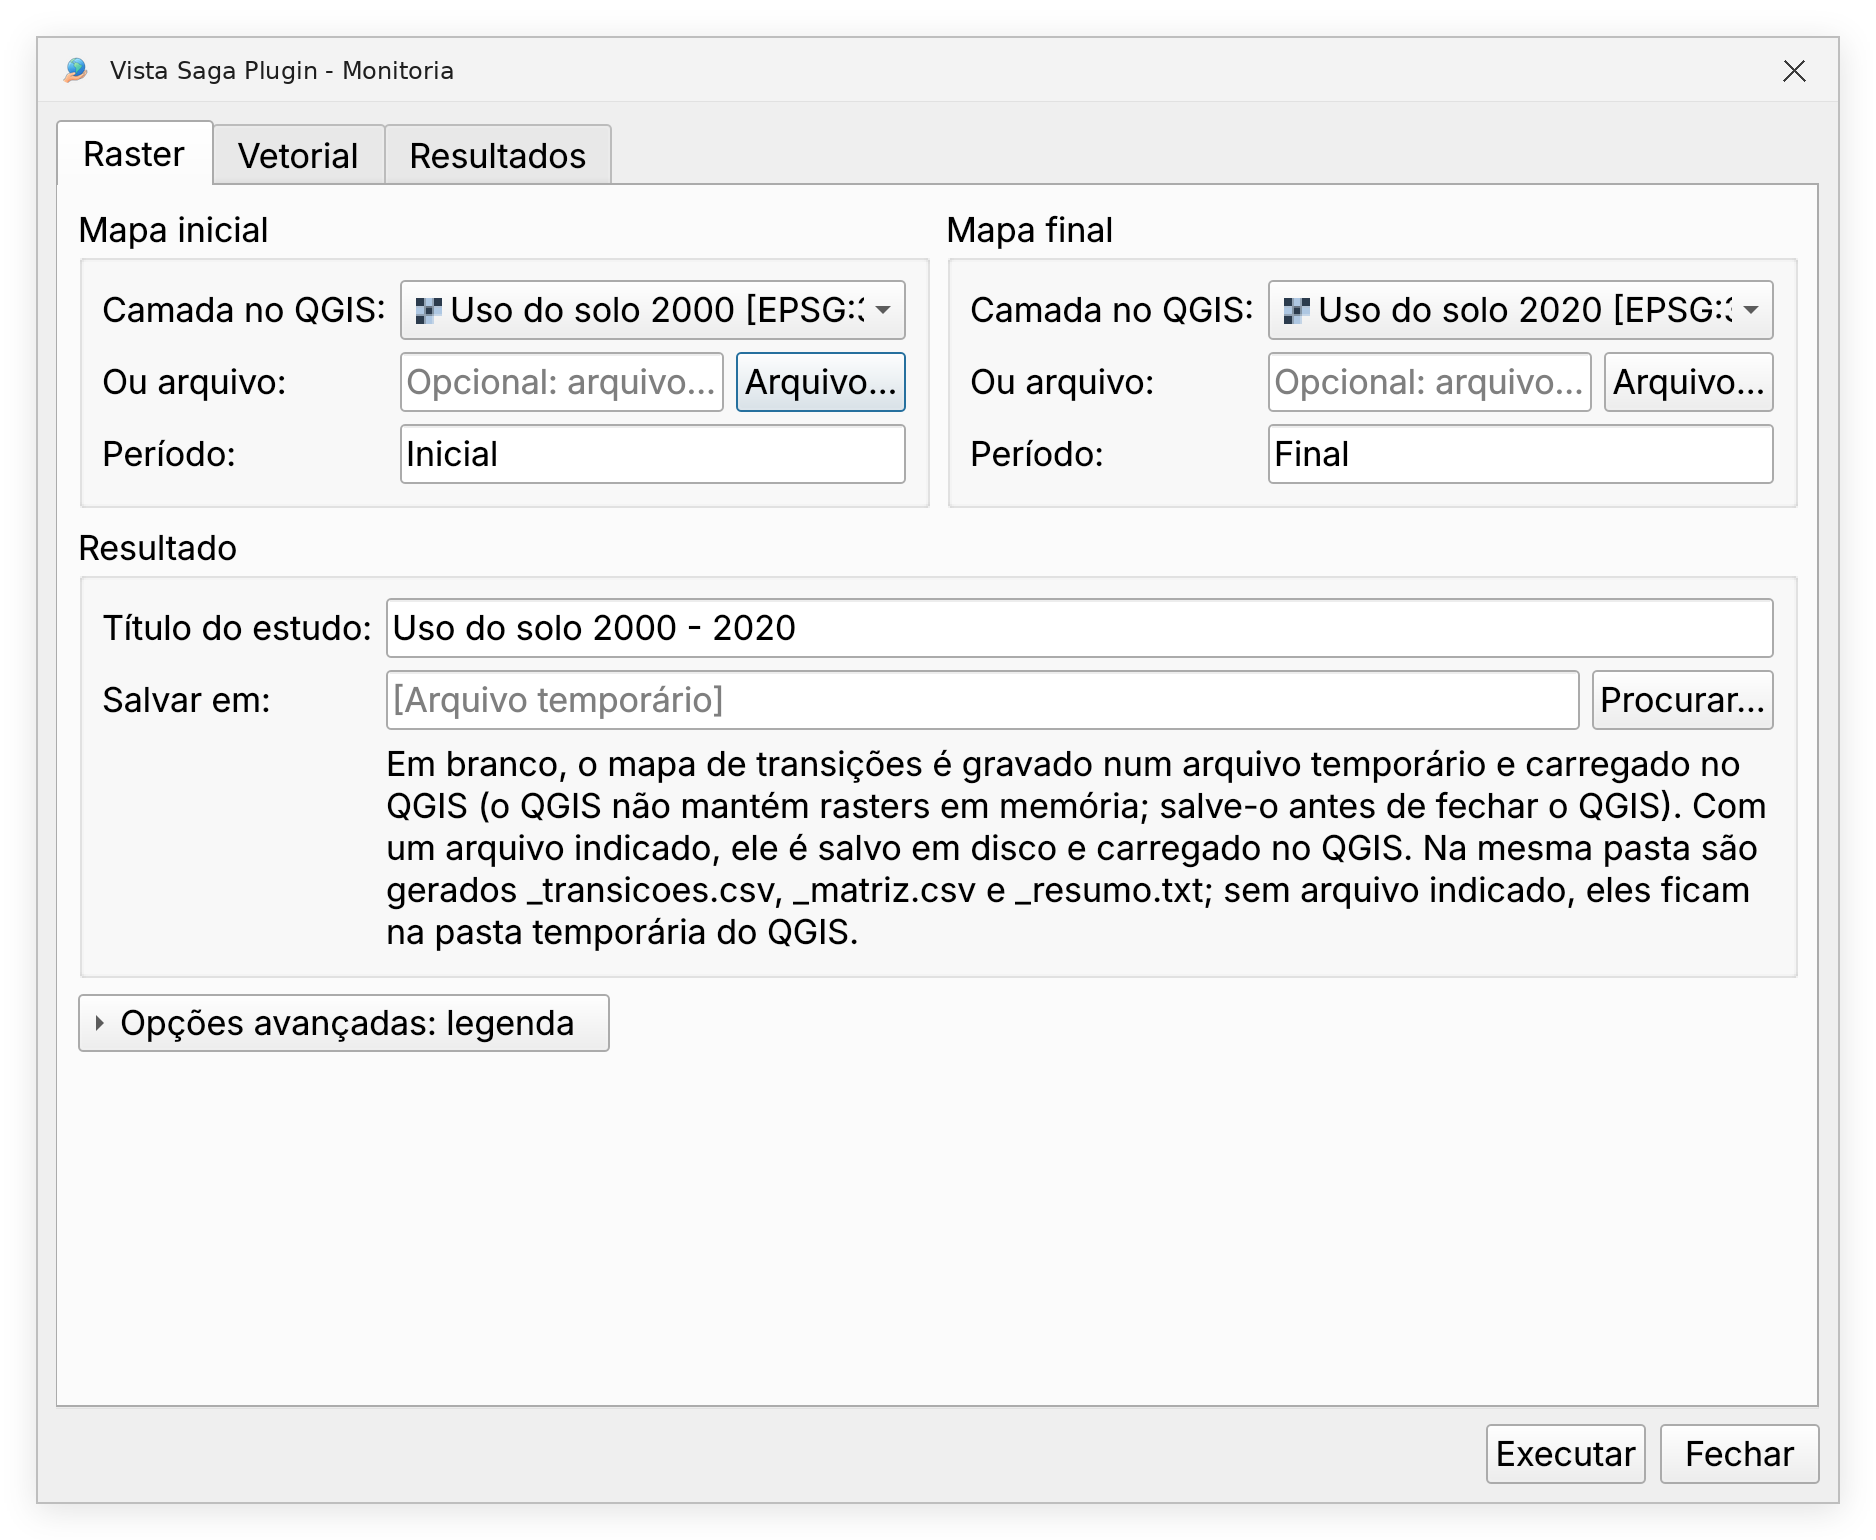 Vista Saga Plugin - Monitoria
Raster
Vetorial
Resultados
Mapa inicial
Camada no QGIS:
Uso do solo 2000 [EPSG:
Ou arquivo:
Opcional: arquivo...
Arquivo...
Período:
Inicial
Mapa final
Camada no QGIS:
Uso do solo 2020 [EPSG:
Ou arquivo:
Opcional: arquivo...
Arquivo...
Período:
Final
Resultado
Título do estudo:
Uso do solo 2000 - 2020
Salvar em:
[Arquivo temporário]
Procurar...
Em branco, o mapa de transições é gravado num arquivo temporário e carregado no
QGIS (o QGIS não mantém rasters em memória; salve-o antes de fechar o QGIS). Com
um arquivo indicado, ele é salvo em disco e carregado no QGIS. Na mesma pasta são
gerados _transicoes.csv, _matriz.csv e _resumo.txt; sem arquivo indicado, eles ficam
na pasta temporária do QGIS.
Opções avançadas: legenda
Executar
Fechar